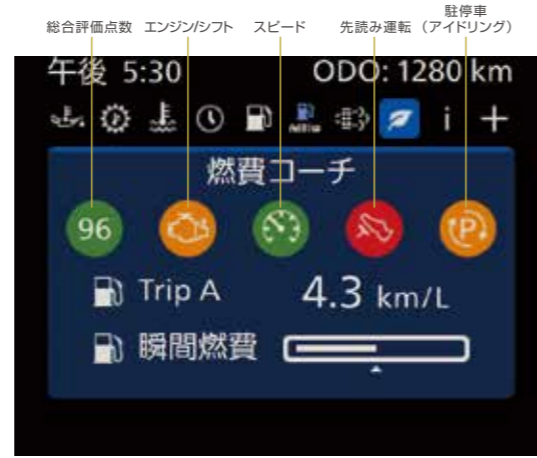 総合評価点数 エンジン/シフト スピード 先読み運転 駐停車
(アイドリング)
午後 5:30 ODO: 1280 km
i +
燃費コーチ
96 P
Trip A 4.3 km/L
瞬間燃費